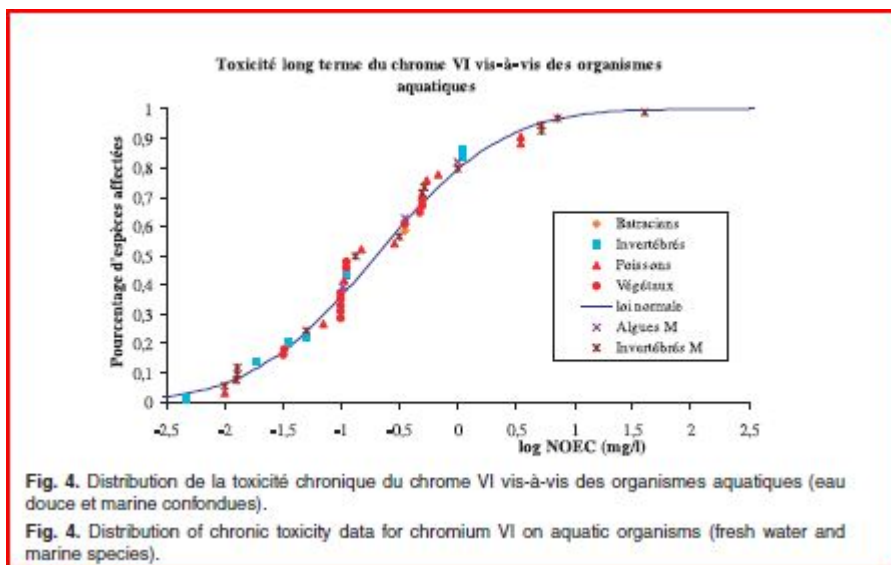 Toxicité long terme du chrome VI vis-à-vis des organismes
aquatiques
Pourcentage d'espèces affectées
1
0,9
0,8
0,7
0,6
0,5
0,4
0,3
0,2
0,1
0
-2,5 -2 -1,5 -1 -0,5 0 0,5 1 1,5 2 2,5
log NOEC (mg/l)
Batraciens
Invertébrés
Poissons
Végétaux
loi normale
Algues M
Invertébrés M
Fig. 4. Distribution de la toxicité chronique du chrome VI vis-à-vis des organismes aquatiques (eau
douce et marine confondues).
Fig. 4. Distribution of chronic toxicity data for chromium VI on aquatic organisms (fresh water and
marine species).